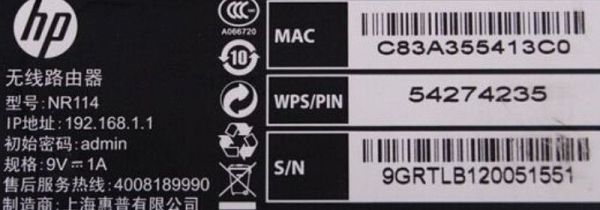 hp
无线路由器
型号: NR114
IP地址: 192.168.1.1
初始密码: admin
规格: 9V⎓1A
售后服务热线: 4008189990
制造商: 上海惠普有限公司
CCC
A066720
10
MAC
C83A355413C0
WPS/PIN
54274235
S/N
9GRTLB120051551